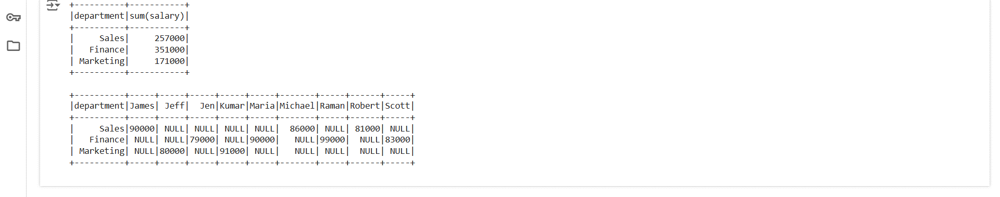 +----------+-----------+
|department|sum(salary)|
+----------+-----------+
|     Sales|     257000|
|   Finance|     351000|
| Marketing|     171000|
+----------+-----------+
+----------+-----+-----+-----+-----+-----+-------+-----+------+-----+
|department|James| Jeff|  Jen|Kumar|Maria|Michael|Raman|Robert|Scott|
+----------+-----+-----+-----+-----+-----+-------+-----+------+-----+
|     Sales|90000| NULL| NULL| NULL| NULL|  86000| NULL| 81000| NULL|
|   Finance| NULL| NULL|79000| NULL|90000|   NULL|99000|  NULL|83000|
| Marketing| NULL|80000| NULL|91000| NULL|   NULL| NULL|  NULL| NULL|
+----------+-----+-----+-----+-----+-----+-------+-----+------+-----+